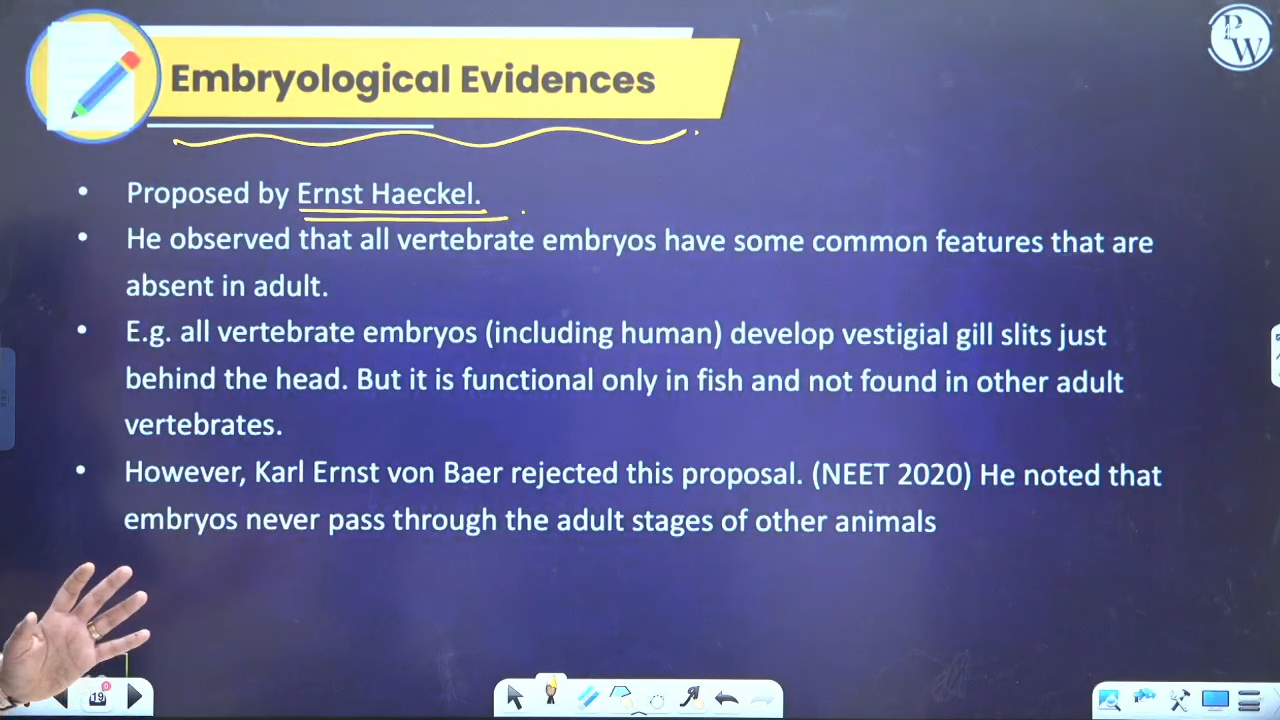 PW
Embryological Evidences
• Proposed by Ernst Haeckel.
• He observed that all vertebrate embryos have some common features that are
absent in adult.
• E.g. all vertebrate embryos (including human) develop vestigial gill slits just
behind the head. But it is functional only in fish and not found in other adult
vertebrates.
• However, Karl Ernst von Baer rejected this proposal. (NEET 2020) He noted that
embryos never pass through the adult stages of other animals
19